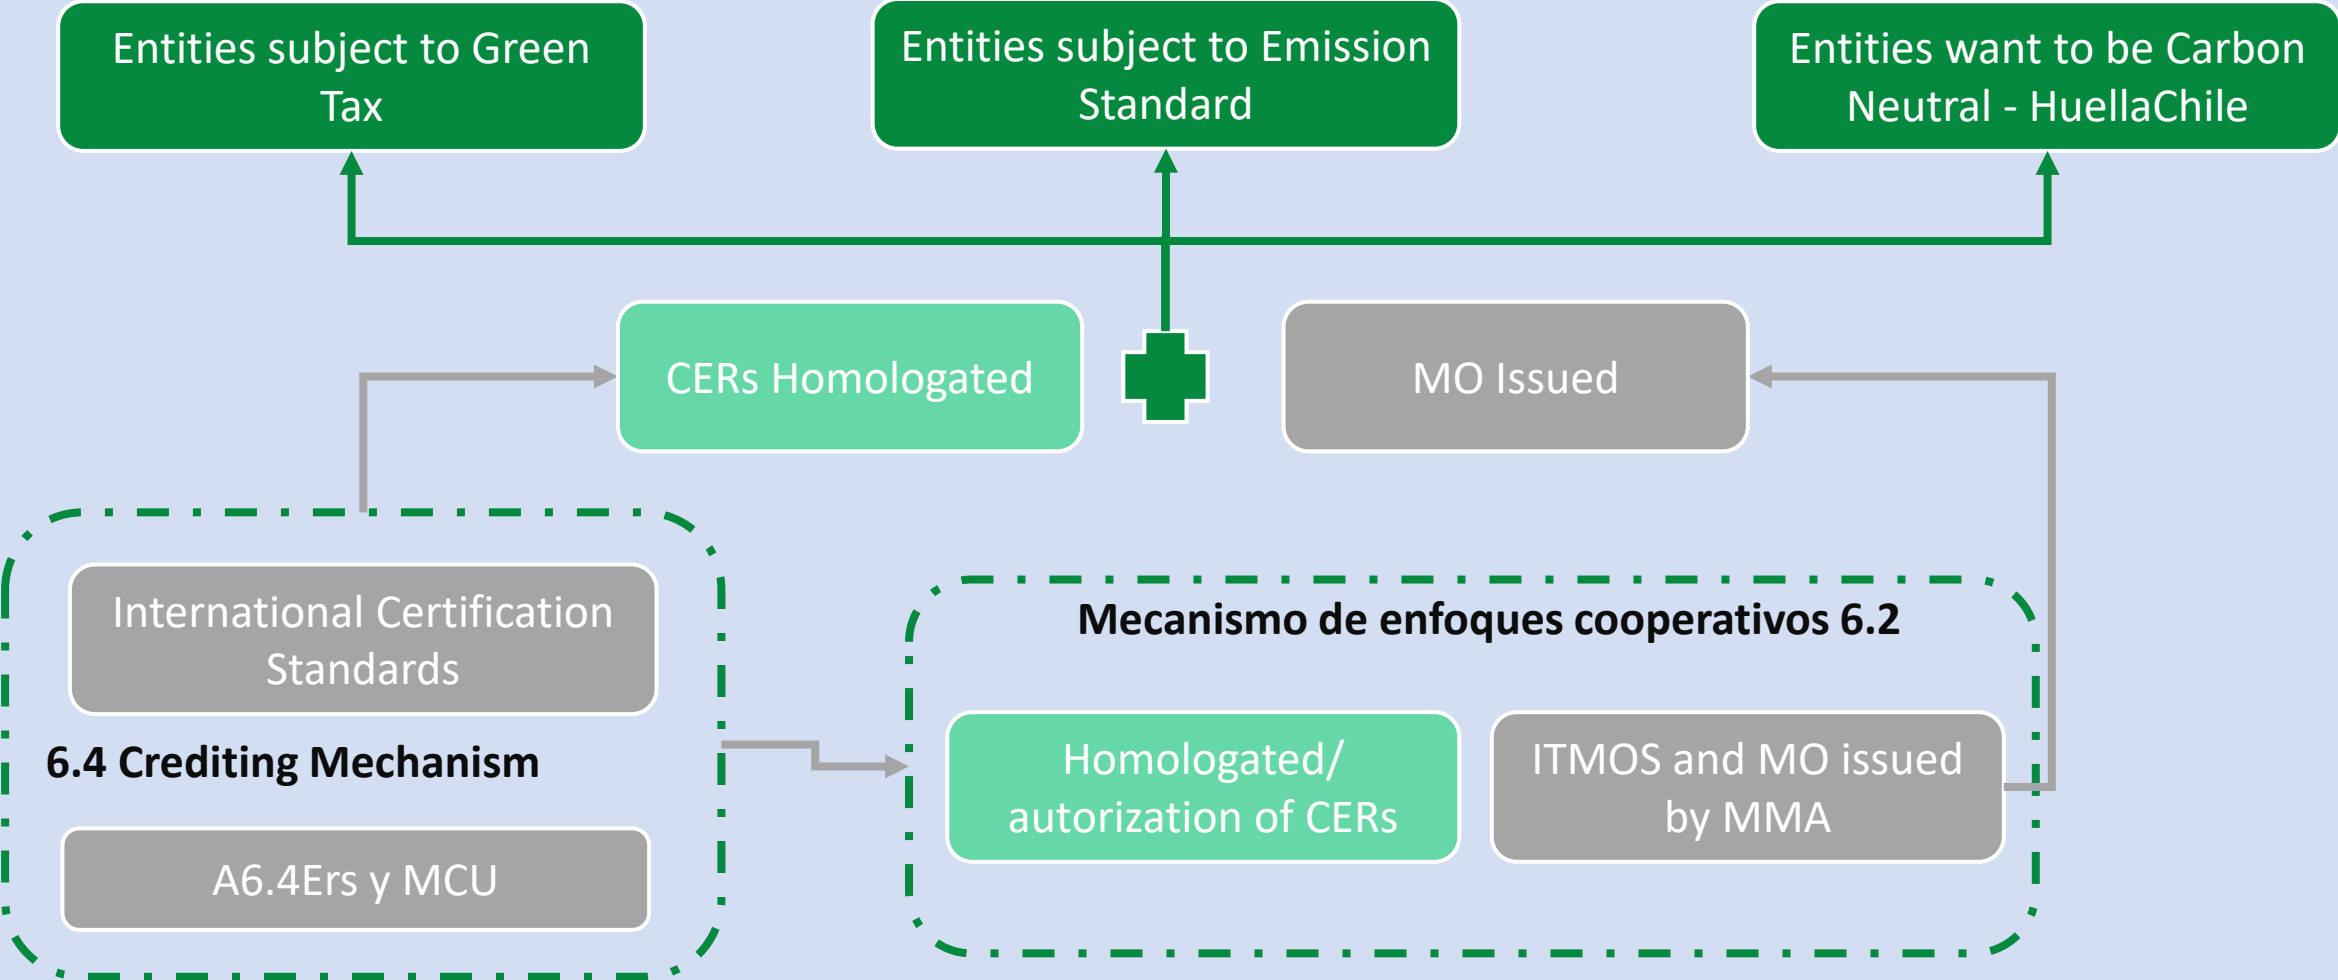 Entities subject to Green
Tax
Entities subject to Emission
Standard
Entities want to be Carbon
Neutral - HuellaChile
CERs Homologated
MO Issued
International Certification
Standards
6.4 Crediting Mechanism
A6.4Ers y MCU
Mecanismo de enfoques cooperativos 6.2
Homologated/
autorization of CERs
ITMOS and MO issued
by MMA